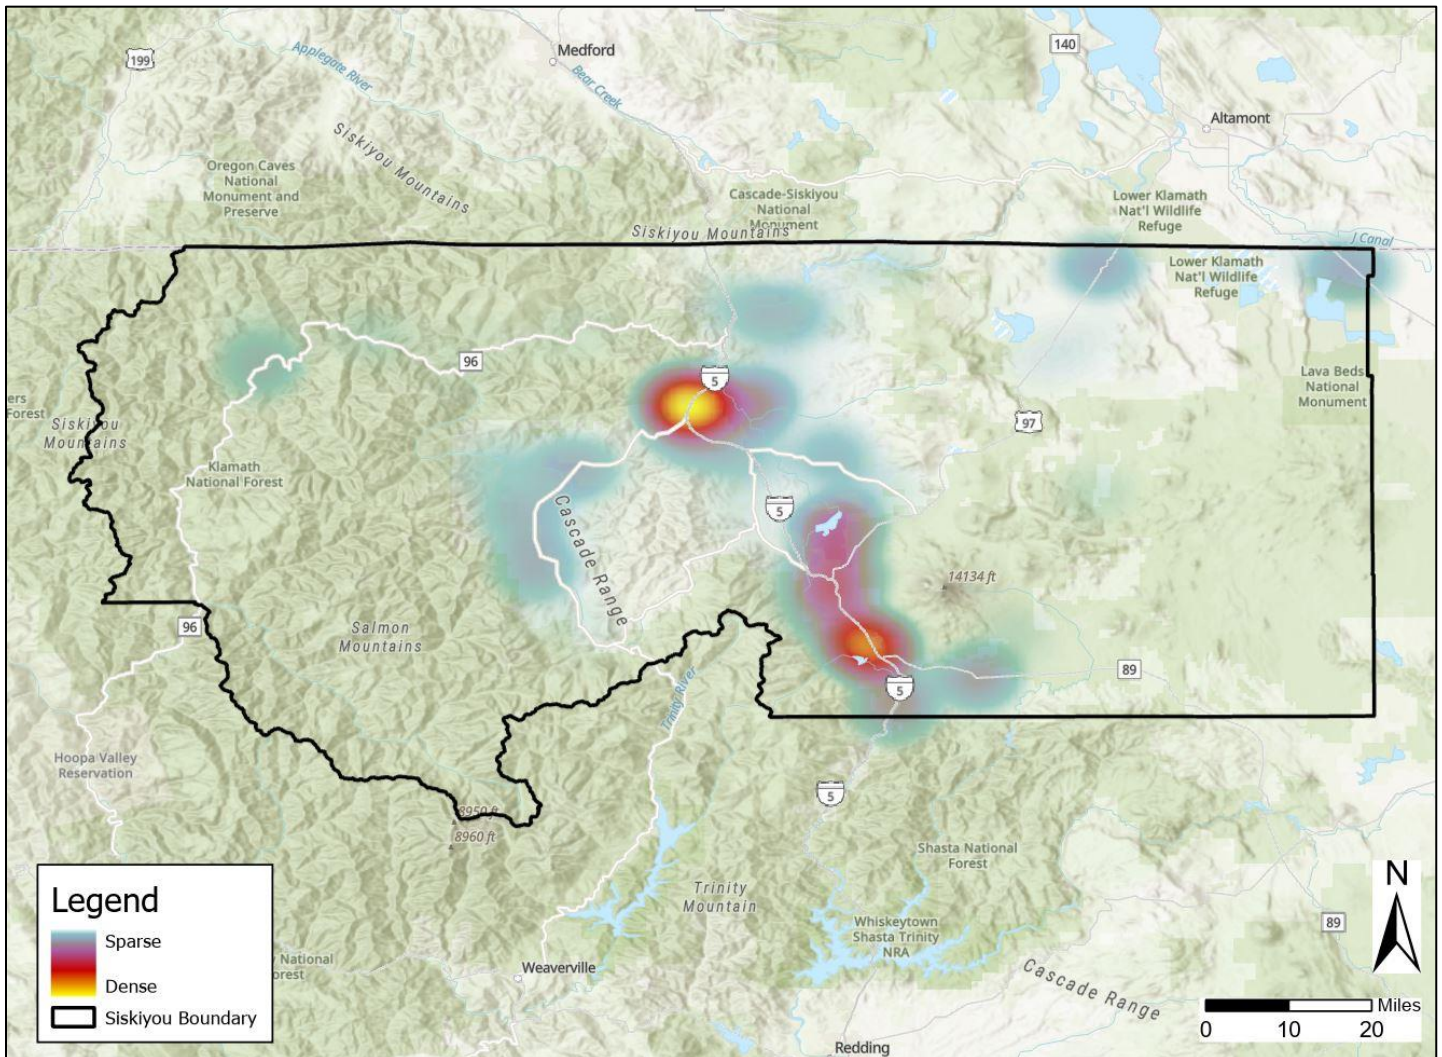 199
Applegate River
Medford
Bear Creek
140
Altamont
Siskiyou Mountains
Oregon Caves
National
Monument and
Preserve
Cascade-Siskiyou
National
Monument
Siskiyou Mountains
Lower Klamath
Nat'l Wildlife
Refuge
J Canal
Lower Klamath
Nat'l Wildlife
Refuge
96
5
Lava Beds
National
Monument
ers
Forest
Siskiyou
Mountains
97
Klamath
National Forest
Cascade Range
5
14134 ft
96
Salmon
Mountains
89
5
Trinity River
Hoopa Valley
Reservation
5
8950 ft
8960 ft
Shasta National
Forest
Trinity
Mountain
Whiskeytown
Shasta Trinity
NRA
89
N
National
orest
Weaverville
Cascade Range
Redding
Legend
Sparse
Dense
Siskiyou Boundary
Miles
0 10 20